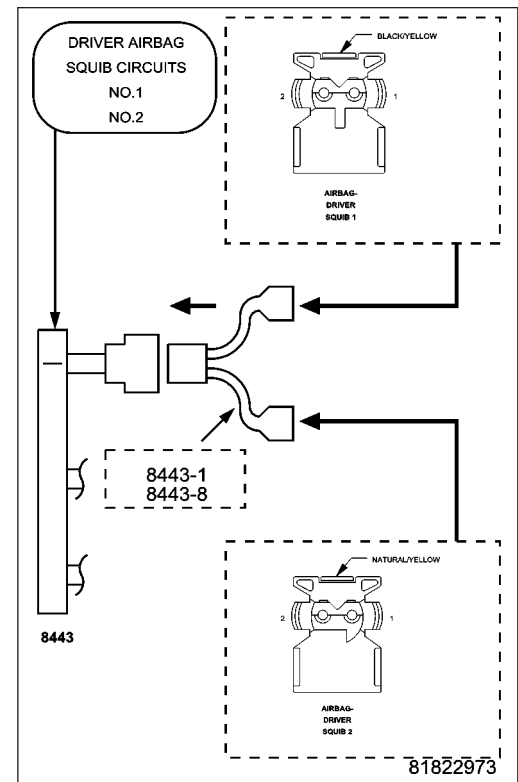 DRIVER AIRBAG
SQUIB CIRCUITS
NO.1
NO.2
BLACK/YELLOW
2
1
AIRBAG-
DRIVER
SQUIB 1
8443-1
8443-8
8443
NATURAL/YELLOW
2
1
AIRBAG-
DRIVER
SQUIB 2
81822973